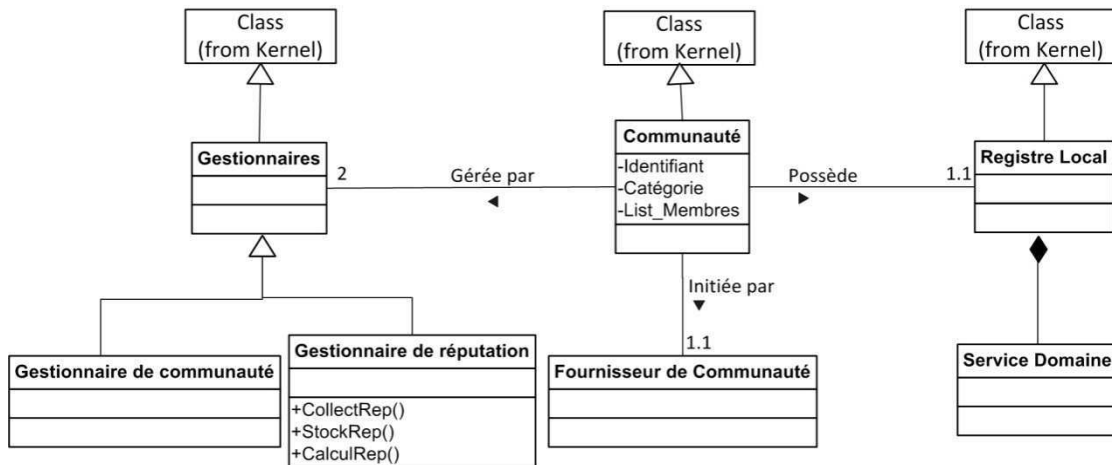 Class
(from Kernel)
Class
(from Kernel)
Class
(from Kernel)
Gestionnaires
2
Gérée par
Communauté
-Identifiant
-Catégorie
-List_Membres
Possède
1.1
Registre Local
Initiée par
1.1
Gestionnaire de communauté
Gestionnaire de réputation
+CollectRep()
+StockRep()
+CalculRep()
Fournisseur de Communauté
Service Domaine